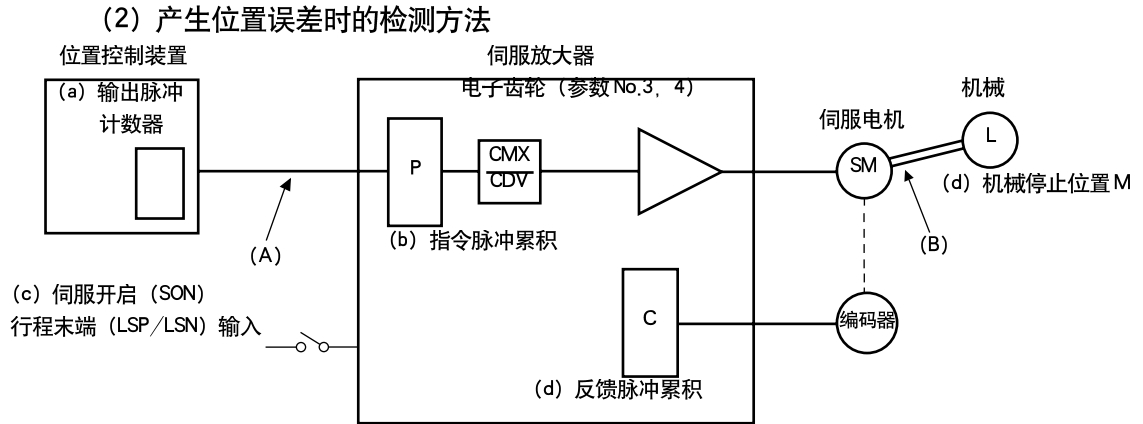 （2）产生位置误差时的检测方法
位置控制装置
伺服放大器
（a）输出脉冲
计数器
电子齿轮（参数No.3，4）
机械
伺服电机
P
CMX
CDV
SM
L
（d）机械停止位置M
（A）
（b）指令脉冲累积
（B）
（c）伺服开启（SON）
行程末端（LSP/LSN）输入
C
编码器
（d）反馈脉冲累积